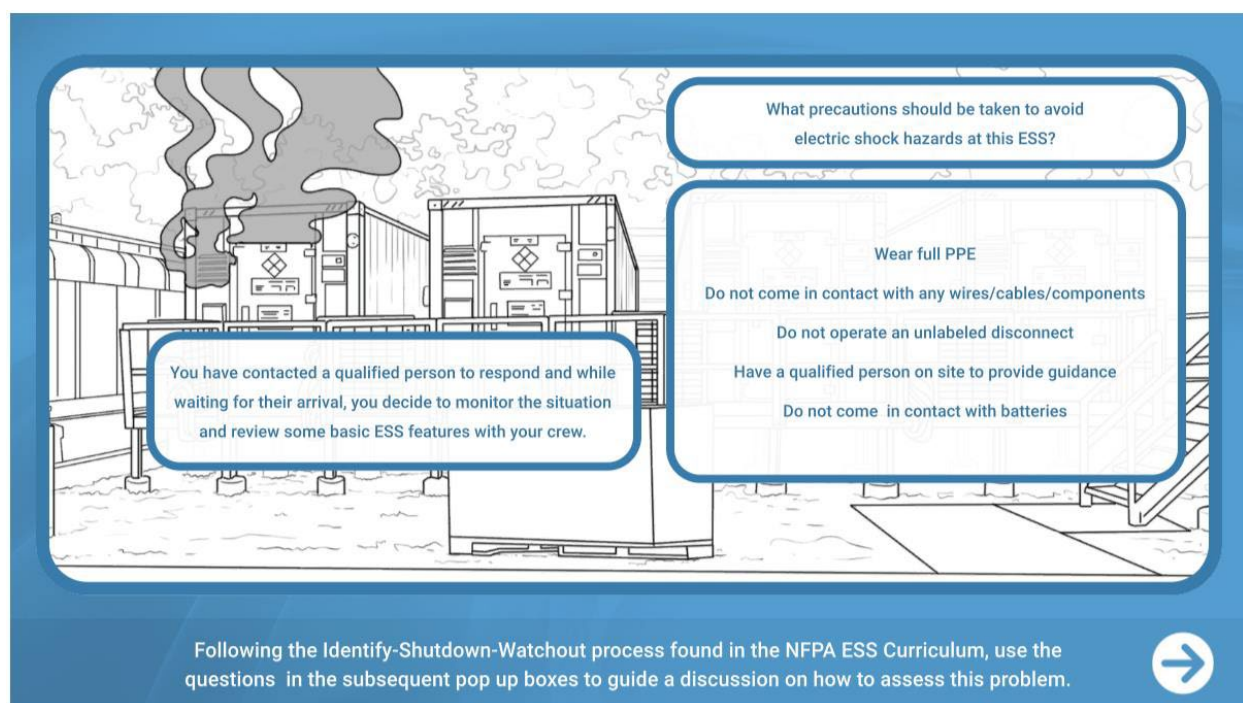 What precautions should be taken to avoid
electric shock hazards at this ESS?
Wear full PPE
Do not come in contact with any wires/cables/components
Do not operate an unlabeled disconnect
Have a qualified person on site to provide guidance
Do not come in contact with batteries
You have contacted a qualified person to respond and while
waiting for their arrival, you decide to monitor the situation
and review some basic ESS features with your crew.
Following the Identify-Shutdown-Watchout process found in the NFPA ESS Curriculum, use the
questions in the subsequent pop up boxes to guide a discussion on how to assess this problem.